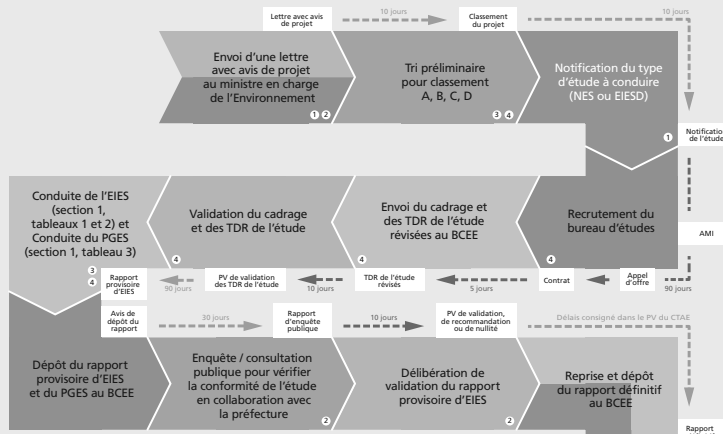 Lettre avec avis
de projet
10 jours
Classement
du projet
10 jours
Envoi d'une lettre
avec avis de projet
au ministre en charge
de l'Environnement
1 2
Tri préliminaire
pour classement
A, B, C, D
3 4
Notification du type
d'étude à conduire
(NES ou EIESD)
1
Notification
de l'étude
Conduite de l'EIES
(section 1,
tableaux 1 et 2) et
Conduite du PGES
(section 1, tableau 3)
3
4
Validation du cadrage
et des TDR de l'étude
4
Envoi du cadrage et
des TDR de l'étude
révisées au BCEE
4
Recrutement du
bureau d'études
4
AMI
Rapport
provisoire
d'EIES
90 jours
PV de validation
des TDR de l'étude
10 jours
TDR de l'étude
révisés
5 jours
Contrat
Appel
d'offre
90 jours
Avis de
dépôt du
rapport
30 jours
Rapport
d'enquête
publique
10 jours
PV de validation,
de recommandation
ou de nullité
Délais consigné dans le PV du CTAE
Dépôt du rapport
provisoire d'EIES
et du PGES au BCEE
Enquête / consultation
publique pour vérifier
la conformité de l'étude
en collaboration avec
la préfecture
2
Délibération de
validation du rapport
provisoire d'EIES
2
Reprise et dépôt
du rapport définitif
au BCEE
Rapport